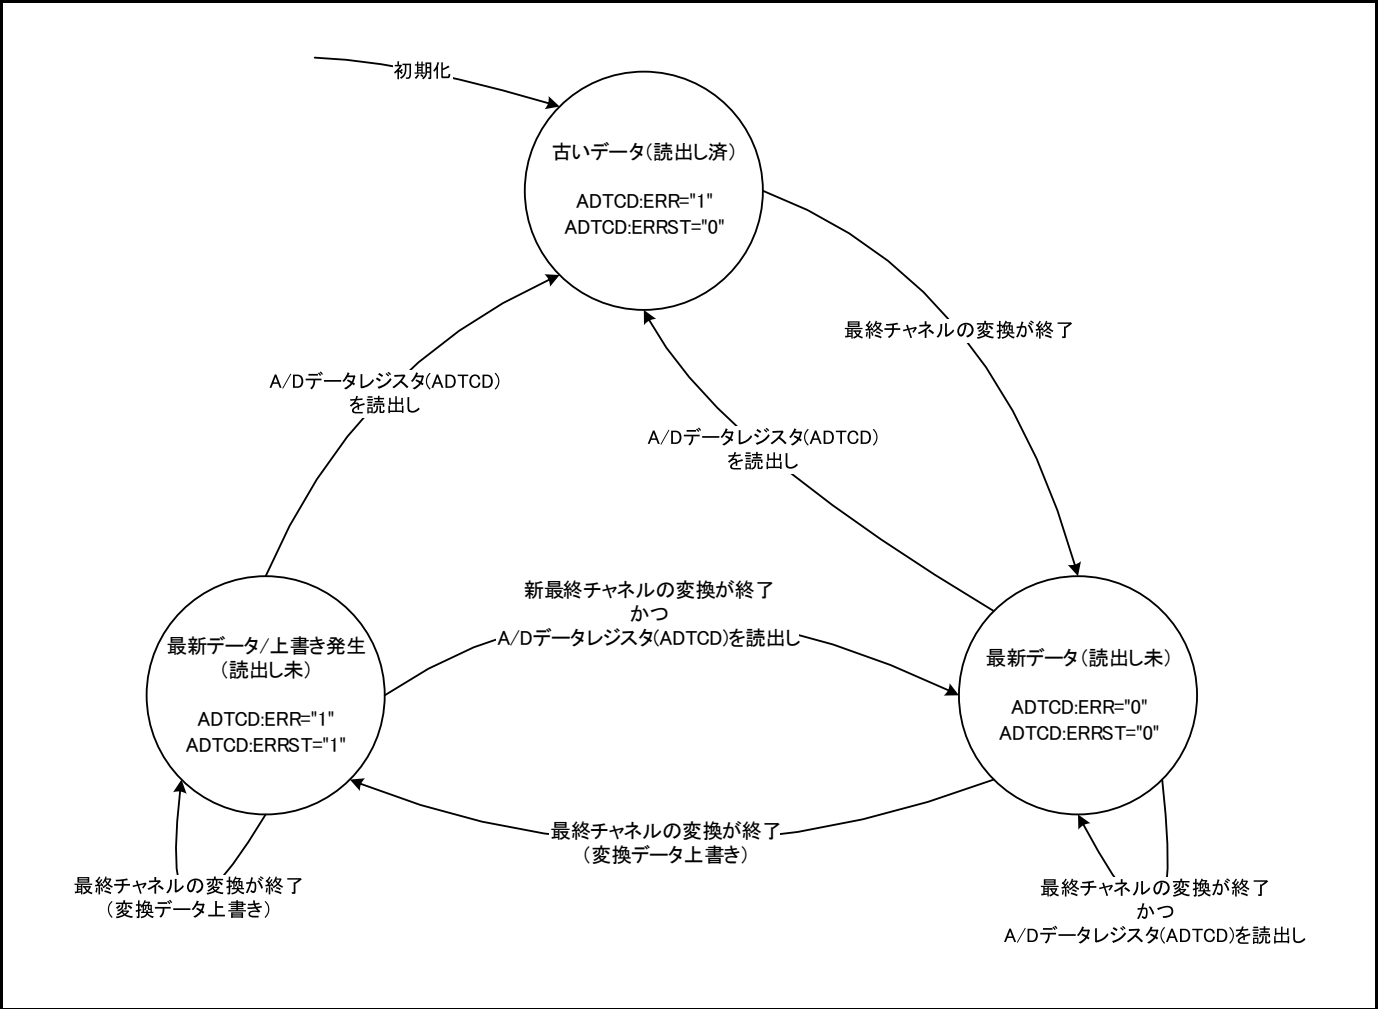 初期化
古いデータ(読出し済)
ADTCD:ERR="1"
ADTCD:ERRST="0"
最終チャネルの変換が終了
A/Dデータレジスタ(ADTCD)
を読出し
A/Dデータレジスタ(ADTCD)
を読出し
新最終チャネルの変換が終了
かつ
A/Dデータレジスタ(ADTCD)を読出し
最新データ/上書き発生
(読出し未)
ADTCD:ERR="1"
ADTCD:ERRST="1"
最新データ(読出し未)
ADTCD:ERR="0"
ADTCD:ERRST="0"
最終チャネルの変換が終了
(変換データ上書き)
最終チャネルの変換が終了
(変換データ上書き)
最終チャネルの変換が終了
かつ
A/Dデータレジスタ(ADTCD)を読出し